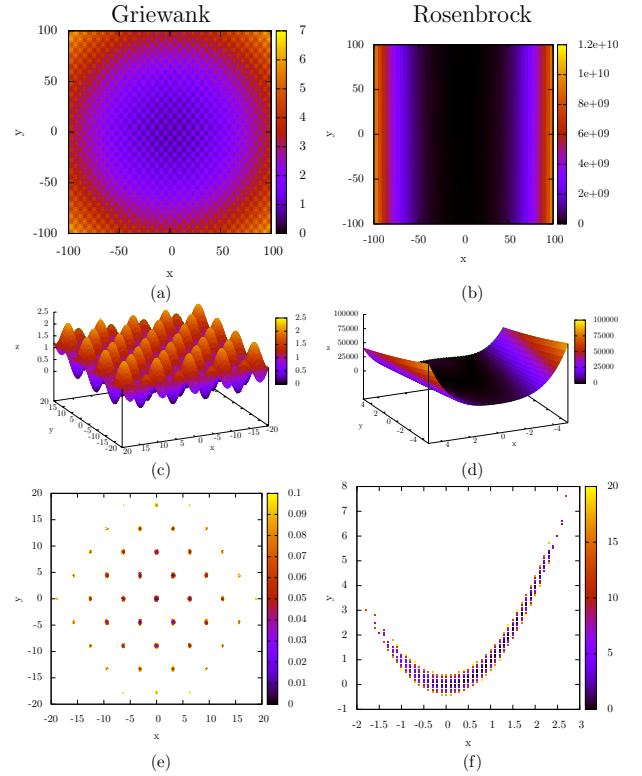 Griewank
Rosenbrock
100
50
0
-50
-100
y
-100 -50 0 50 100
x
7
6
5
4
3
2
1
0
(a)
100
50
0
-50
-100
y
-100 -50 0 50 100
x
1.2e+10
1e+10
8e+09
6e+09
4e+09
2e+09
0
(b)
2.5
2
1.5
1
0.5
0
z
20
15
10
5
0
-5
-10
-15
-20
y
20 15 10 5 0 -5 -10 -15 -20
x
2.5
2
1.5
1
0.5
0
(c)
100000
75000
50000
25000
0
z
4
2
0
-2
-4
y
4 2 0 -2 -4
x
100000
75000
50000
25000
0
(d)
20
15
10
5
0
-5
-10
-15
-20
y
-20 -15 -10 -5 0 5 10 15 20
x
0.1
0.09
0.08
0.07
0.06
0.05
0.04
0.03
0.02
0.01
0
(e)
8
7
6
5
4
3
2
1
0
-1
y
-2 -1.5 -1 -0.5 0 0.5 1 1.5 2 2.5 3
x
20
15
10
5
0
(f)